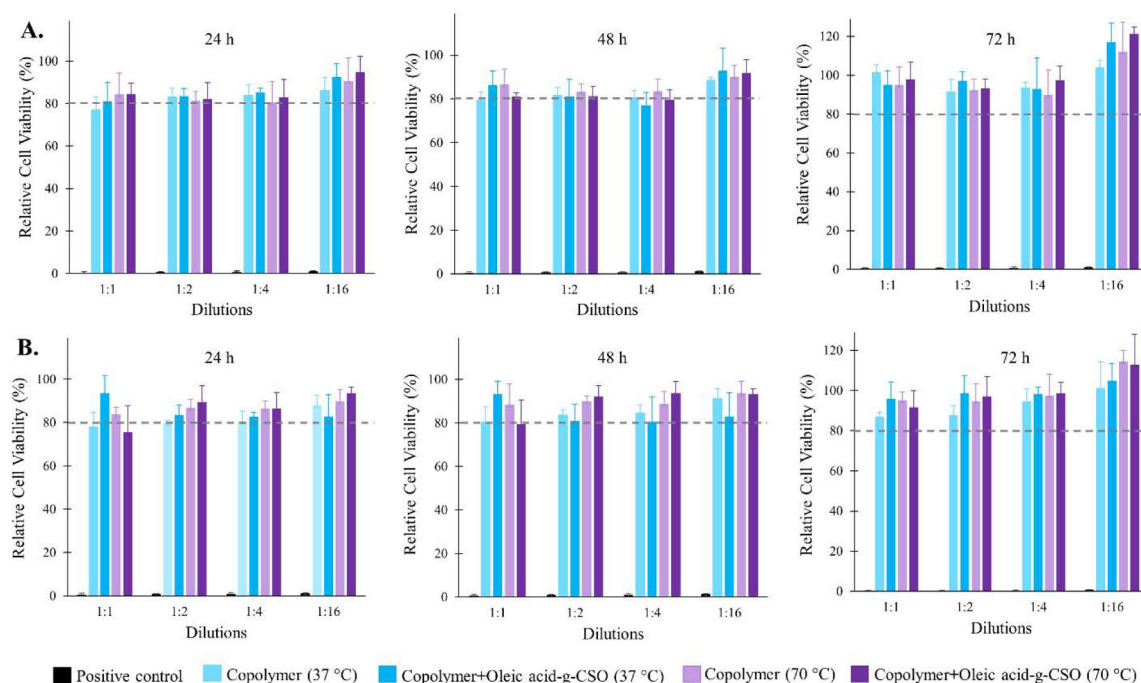 A.
24 h
Relative Cell Viability (%)
100
80
60
40
20
0
1:1 1:2 1:4 1:16
Dilutions
48 h
Relative Cell Viability (%)
100
80
60
40
20
0
1:1 1:2 1:4 1:16
Dilutions
72 h
Relative Cell Viability (%)
120
100
80
60
40
20
0
1:1 1:2 1:4 1:16
Dilutions
B.
24 h
Relative Cell Viability (%)
100
80
60
40
20
0
1:1 1:2 1:4 1:16
Dilutions
48 h
Relative Cell Viability (%)
100
80
60
40
20
0
1:1 1:2 1:4 1:16
Dilutions
72 h
Relative Cell Viability (%)
120
100
80
60
40
20
0
1:1 1:2 1:4 1:16
Dilutions
Positive control Copolymer (37 °C) Copolymer+Oleic acid-g-CSO (37 °C) Copolymer (70 °C) Copolymer+Oleic acid-g-CSO (70 °C)